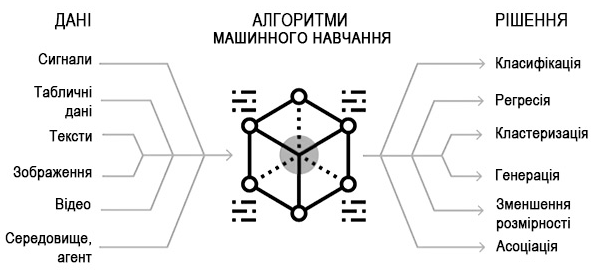 ДАНІ
Сигнали
Табличні
дані
Тексти
Зображення
Відео
Середовище,
агент
АЛГОРИТМИ
МАШИННОГО НАВЧАННЯ
РІШЕННЯ
Класифікація
Регресія
Кластеризація
Генерація
Зменшення
розмірності
Асоціація